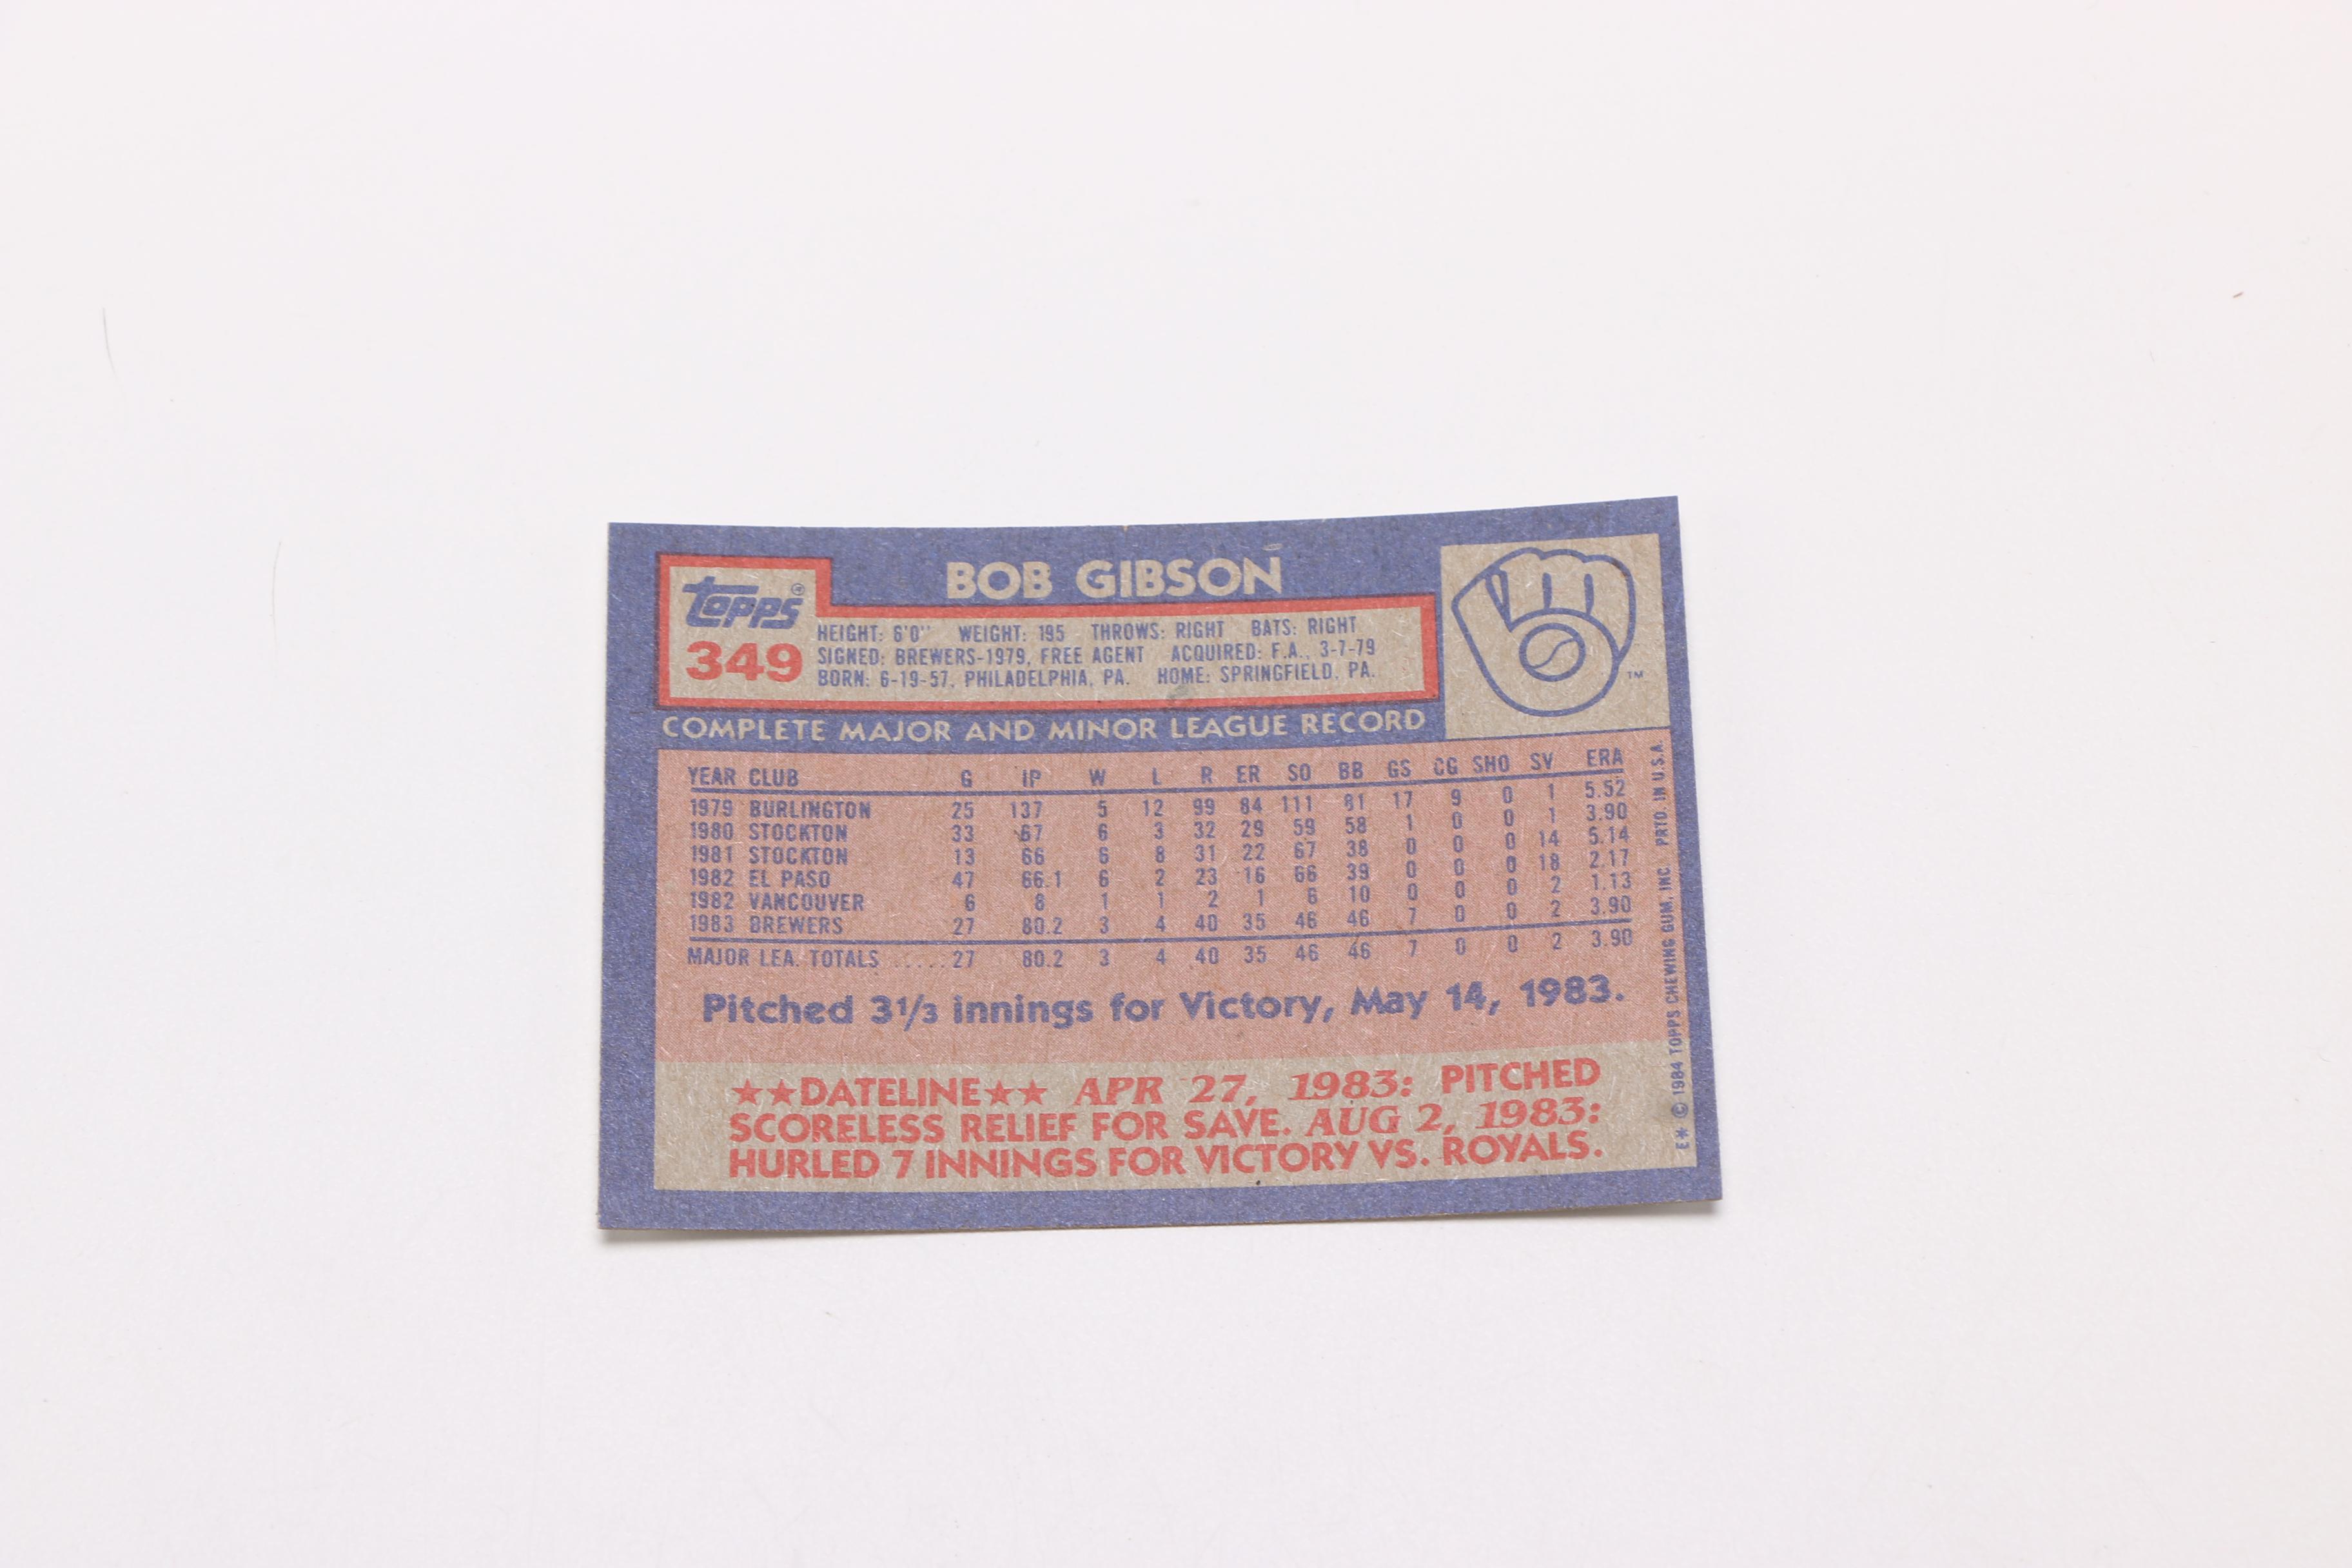 BOB GIBSON
topps®
349
HEIGHT: 6'0" WEIGHT: 195 THROWS: RIGHT BATS: RIGHT
SIGNED: BREWERS-1979, FREE AGENT ACQUIRED: F.A., 3-7-79
BORN: 6-19-57, PHILADELPHIA, PA. HOME: SPRINGFIELD, PA.
TM
COMPLETE MAJOR AND MINOR LEAGUE RECORD
YEAR CLUB G IP W L R ER SO BB GS CG SHO SV ERA
1979 BURLINGTON 25 137 5 12 99 84 111 81 17 9 0 1 5.52
1980 STOCKTON 33 67 6 3 32 29 59 58 1 0 0 1 3.90
1981 STOCKTON 13 66 6 8 31 22 67 38 0 0 0 14 5.14
1982 EL PASO 47 66.1 6 2 23 16 66 39 0 0 0 18 2.17
1982 VANCOUVER 6 8 1 1 2 1 6 10 0 0 0 2 1.13
1983 BREWERS 27 80.2 3 4 40 35 46 46 7 0 0 2 3.90
MAJOR LEA. TOTALS ..... 27 80.2 3 4 40 35 46 46 7 0 0 2 3.90
Pitched 3 1/3 innings for Victory, May 14, 1983.
★★DATELINE★★ APR 27, 1983: PITCHED
SCORELESS RELIEF FOR SAVE. AUG 2, 1983:
HURLED 7 INNINGS FOR VICTORY VS. ROYALS.
E* © 1984 TOPPS CHEWING GUM, INC. PRTD. IN U.S.A.